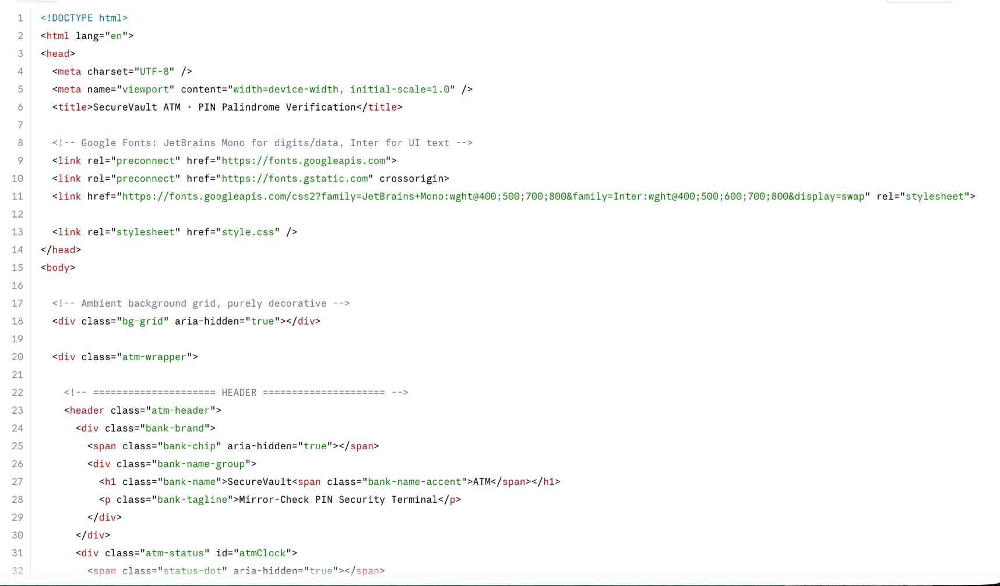 1 <!DOCTYPE html>
2 <html lang="en">
3 <head>
4   <meta charset="UTF-8" />
5   <meta name="viewport" content="width=device-width, initial-scale=1.0" />
6   <title>SecureVault ATM · PIN Palindrome Verification</title>
7
8   <!-- Google Fonts: JetBrains Mono for digits/data, Inter for UI text -->
9   <link rel="preconnect" href="https://fonts.googleapis.com">
10   <link rel="preconnect" href="https://fonts.gstatic.com" crossorigin>
11   <link href="https://fonts.googleapis.com/css2?family=JetBrains+Mono:wght@400;500;700;800&family=Inter:wght@400;500;600;700;800&display=swap" rel="stylesheet">
12
13   <link rel="stylesheet" href="style.css" />
14 </head>
15 <body>
16
17   <!-- Ambient background grid, purely decorative -->
18   <div class="bg-grid" aria-hidden="true"></div>
19
20   <div class="atm-wrapper">
21
22     <!-- ===================== HEADER ===================== -->
23     <header class="atm-header">
24       <div class="bank-brand">
25         <span class="bank-chip" aria-hidden="true"></span>
26         <div class="bank-name-group">
27           <h1 class="bank-name">SecureVault<span class="bank-name-accent">ATM</span></h1>
28           <p class="bank-tagline">Mirror-Check PIN Security Terminal</p>
29         </div>
30       </div>
31       <div class="atm-status" id="atmClock">
32         <span class="status-dot" aria-hidden="true"></span>